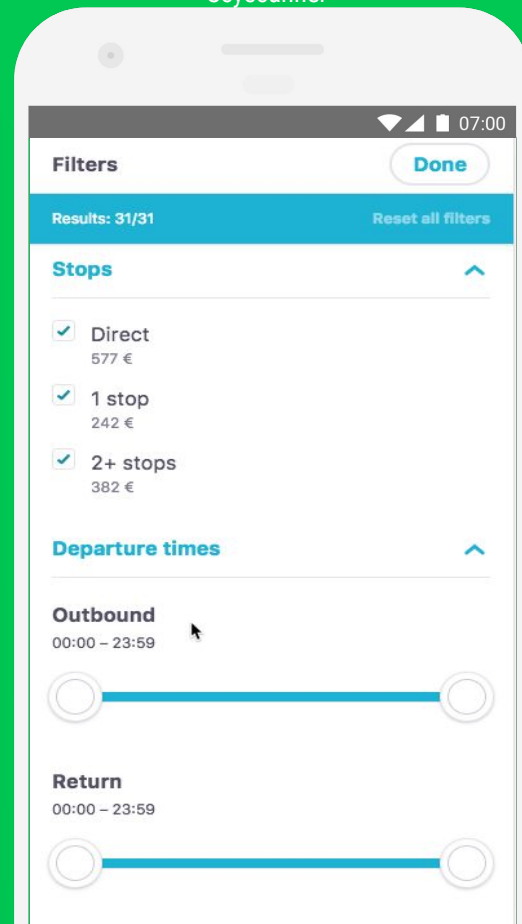 07:00
Filters
Done
Results: 31/31
Reset all filters
Stops
Direct
577 €
1 stop
242 €
2+ stops
382 €
Departure times
Outbound
00:00 – 23:59
Return
00:00 – 23:59